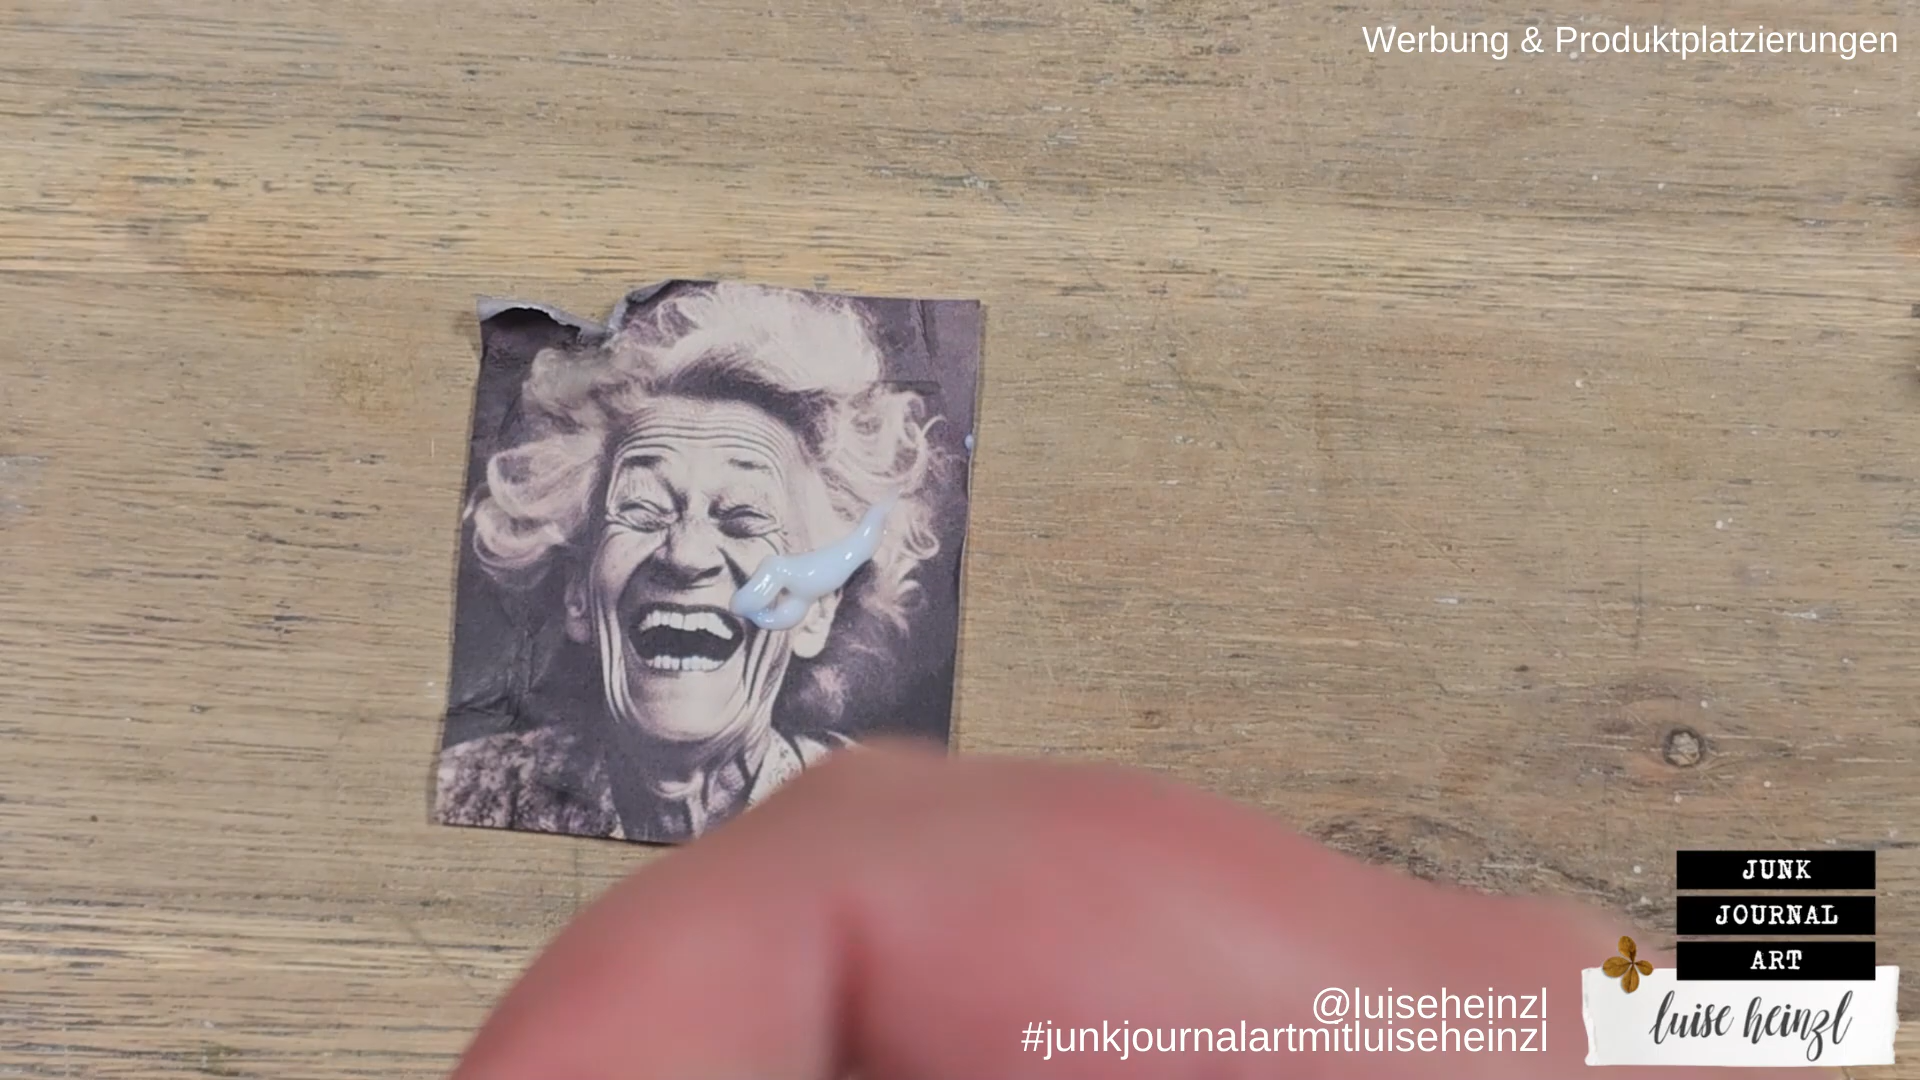 Werbung & Produktplatzierungen
JUNK
JOURNAL
ART
@luiseheinzl
#junkjournalartmitluiseheinzl
luise heinzl